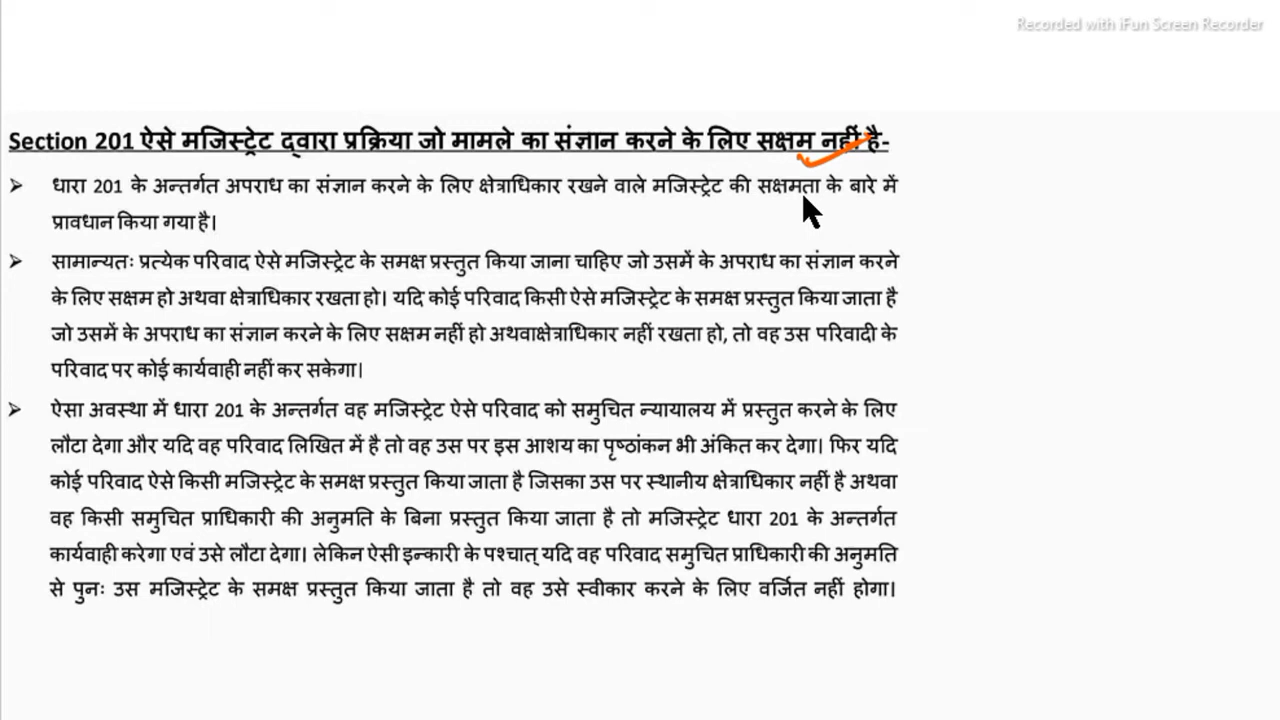 Recorded with iFun Screen Recorder
Section 201 ऐसे मजिस्ट्रेट द्वारा प्रक्रिया जो मामले का संज्ञान करने के लिए सक्षम नहीं है-
➢ धारा 201 के अन्तर्गत अपराध का संज्ञान करने के लिए क्षेत्राधिकार रखने वाले मजिस्ट्रेट की सक्षमता के बारे में
प्रावधान किया गया है।
➢ सामान्यतः प्रत्येक परिवाद ऐसे मजिस्ट्रेट के समक्ष प्रस्तुत किया जाना चाहिए जो उसमें के अपराध का संज्ञान करने
के लिए सक्षम हो अथवा क्षेत्राधिकार रखता हो। यदि कोई परिवाद किसी ऐसे मजिस्ट्रेट के समक्ष प्रस्तुत किया जाता है
जो उसमें के अपराध का संज्ञान करने के लिए सक्षम नहीं हो अथवाक्षेत्राधिकार नहीं रखता हो, तो वह उस परिवादी के
परिवाद पर कोई कार्यवाही नहीं कर सकेगा।
➢ ऐसा अवस्था में धारा 201 के अन्तर्गत वह मजिस्ट्रेट ऐसे परिवाद को समुचित न्यायालय में प्रस्तुत करने के लिए
लौटा देगा और यदि वह परिवाद लिखित में है तो वह उस पर इस आशय का पृष्ठांकन भी अंकित कर देगा। फिर यदि
कोई परिवाद ऐसे किसी मजिस्ट्रेट के समक्ष प्रस्तुत किया जाता है जिसका उस पर स्थानीय क्षेत्राधिकार नहीं है अथवा
वह किसी समुचित प्राधिकारी की अनुमति के बिना प्रस्तुत किया जाता है तो मजिस्ट्रेट धारा 201 के अन्तर्गत
कार्यवाही करेगा एवं उसे लौटा देगा। लेकिन ऐसी इन्कारी के पश्चात् यदि वह परिवाद समुचित प्राधिकारी की अनुमति
से पुनः उस मजिस्ट्रेट के समक्ष प्रस्तुत किया जाता है तो वह उसे स्वीकार करने के लिए वर्जित नहीं होगा।